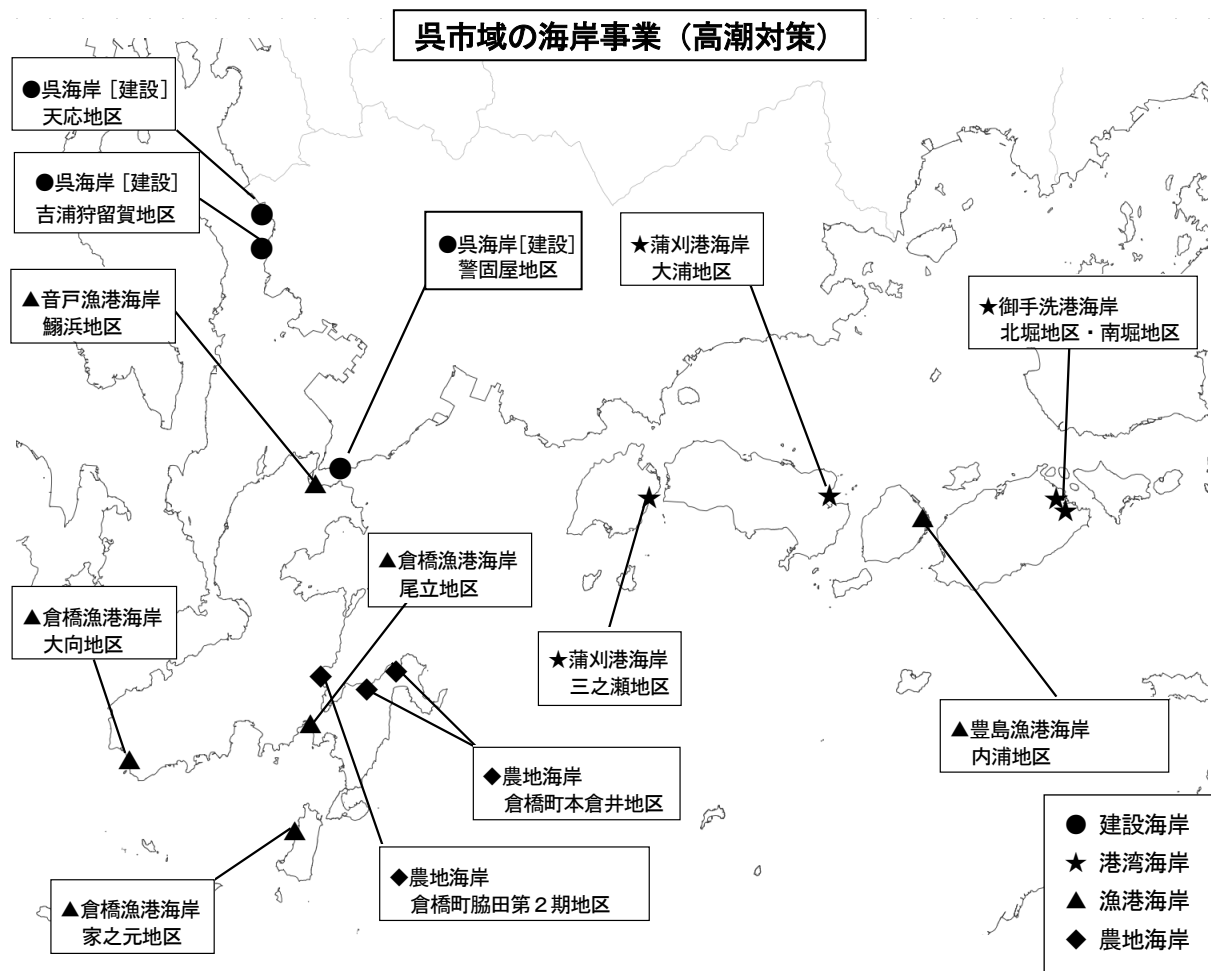 呉市域の海岸事業（高潮対策）
●呉海岸［建設］
天応地区
●呉海岸［建設］
吉浦狩留賀地区
▲音戸漁港海岸
鰯浜地区
●呉海岸[建設]
警固屋地区
★蒲刈港海岸
大浦地区
★御手洗港海岸
北堀地区・南堀地区
▲倉橋漁港海岸
尾立地区
▲倉橋漁港海岸
大向地区
★蒲刈港海岸
三之瀬地区
▲豊島漁港海岸
内浦地区
◆農地海岸
倉橋町本倉井地区
◆農地海岸
倉橋町脇田第２期地区
▲倉橋漁港海岸
家之元地区
● 建設海岸
★ 港湾海岸
▲ 漁港海岸
◆ 農地海岸